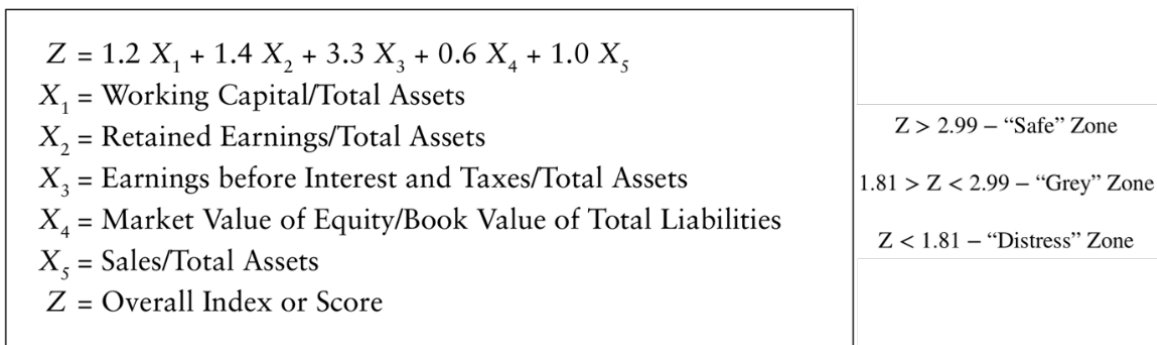 Z = 1.2 X₁ + 1.4 X₂ + 3.3 X₃ + 0.6 X₄ + 1.0 X₅
X₁ = Working Capital/Total Assets
X₂ = Retained Earnings/Total Assets
X₃ = Earnings before Interest and Taxes/Total Assets
X₄ = Market Value of Equity/Book Value of Total Liabilities
X₅ = Sales/Total Assets
Z = Overall Index or Score
Z > 2.99 – “Safe” Zone
1.81 > Z < 2.99 – “Grey” Zone
Z < 1.81 – “Distress” Zone